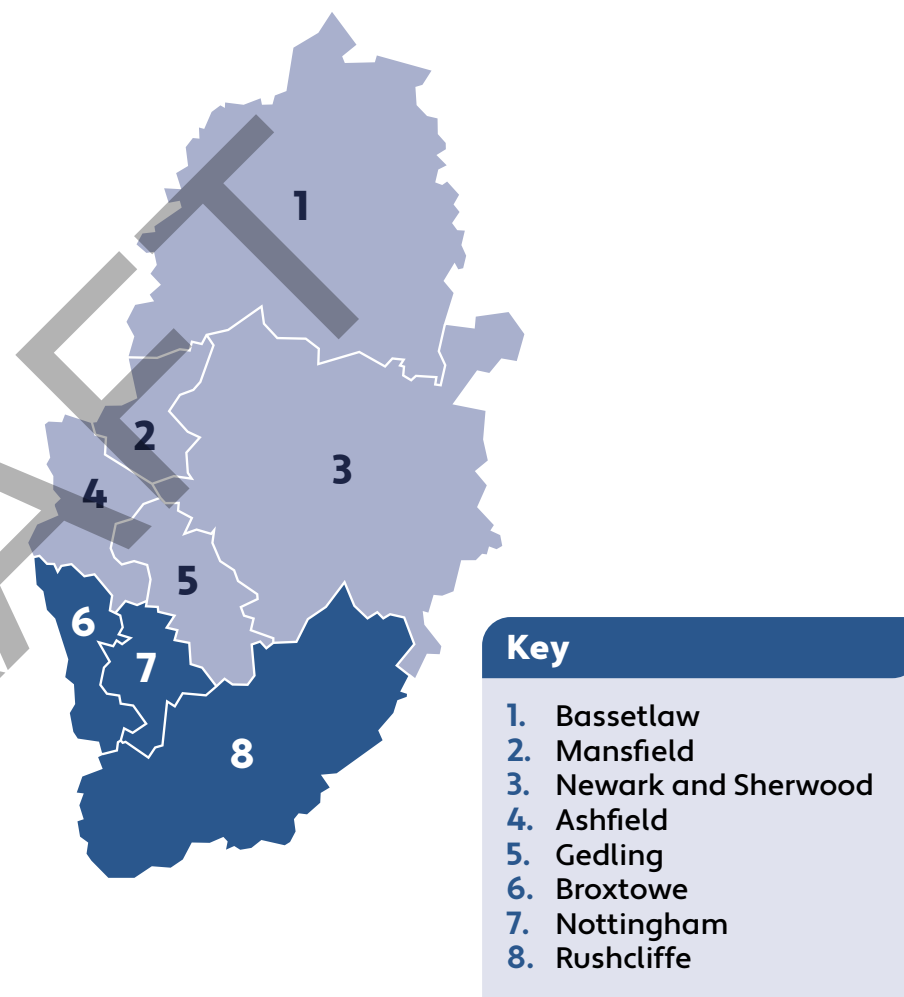 1
2
3
4
5
6
7
8
Key
1. Bassetlaw
2. Mansfield
3. Newark and Sherwood
4. Ashfield
5. Gedling
6. Broxtowe
7. Nottingham
8. Rushcliffe